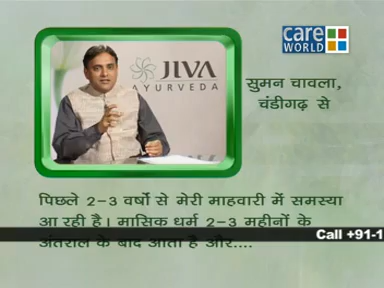 care
WORLD
JIVA
AYURVEDA
सुमन चावला,
चंडीगढ़ से
पिछले 2-3 वर्षो से मेरी माहवारी में समस्या
आ रही है। मासिक धर्म 2-3 महीनों के
अंतराल के बाद आता है और....
Call +91-1